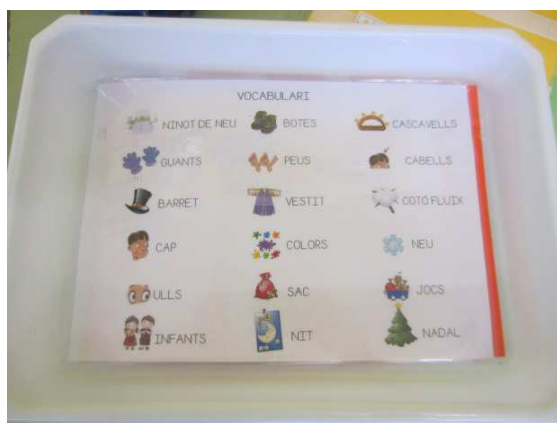 VOCABULARI
NINOT DE NEU BOTES CASCAVELLS
GUANTS PEUS CABELLS
BARRET VESTIT COTÓ FLUIX
CAP COLORS NEU
ULLS SAC JOCS
INFANTS NIT NADAL